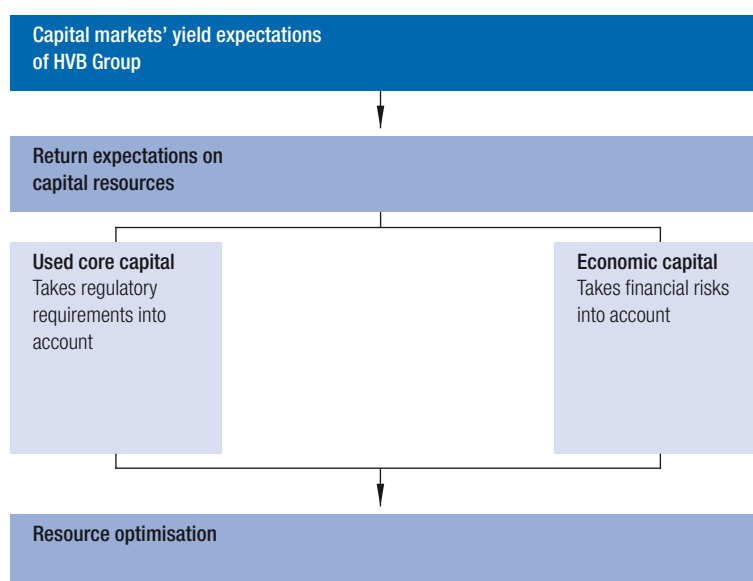 Capital markets’ yield expectations
of HVB Group
Return expectations on
capital resources
Used core capital
Takes regulatory
requirements into
account
Economic capital
Takes financial risks
into account
Resource optimisation